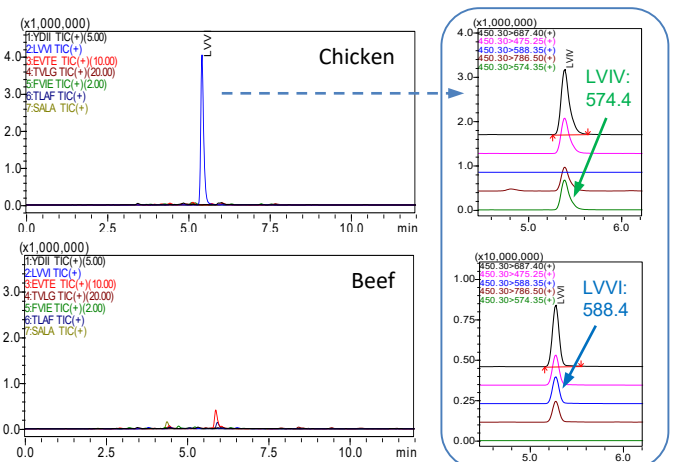 (x1,000,000)
1:YDII TIC(+)(5.00)
2:LVVI TIC(+)
3:EVTE TIC(+)(10.00)
4:TVLG TIC(+)(20.00)
5:FVIE TIC(+)(2.00)
6:TLAF TIC(+)
7:SALA TIC(+)
LVV
Chicken
4.0
3.0
2.0
1.0
0.0
0.0 2.5 5.0 7.5 10.0 min
(x1,000,000)
450.30>687.40(+)
450.30>475.25(+)
450.30>588.35(+)
450.30>786.50(+)
450.30>574.35(+)
LVIV
LVIV:
574.4
4.0
3.0
2.0
1.0
0.0
5.0 6.0
(x1,000,000)
1:YDII TIC(+)(5.00)
2:LVVI TIC(+)
3:EVTE TIC(+)(10.00)
4:TVLG TIC(+)(20.00)
5:FVIE TIC(+)(2.00)
6:TLAF TIC(+)
7:SALA TIC(+)
Beef
3.0
2.0
1.0
0.0
0.0 2.5 5.0 7.5 10.0 min
(x10,000,000)
450.30>687.40(+)
450.30>475.25(+)
450.30>588.35(+)
450.30>786.50(+)
450.30>574.35(+)
LVVI
LVVI:
588.4
1.00
0.75
0.50
0.25
0.00
5.0 6.0